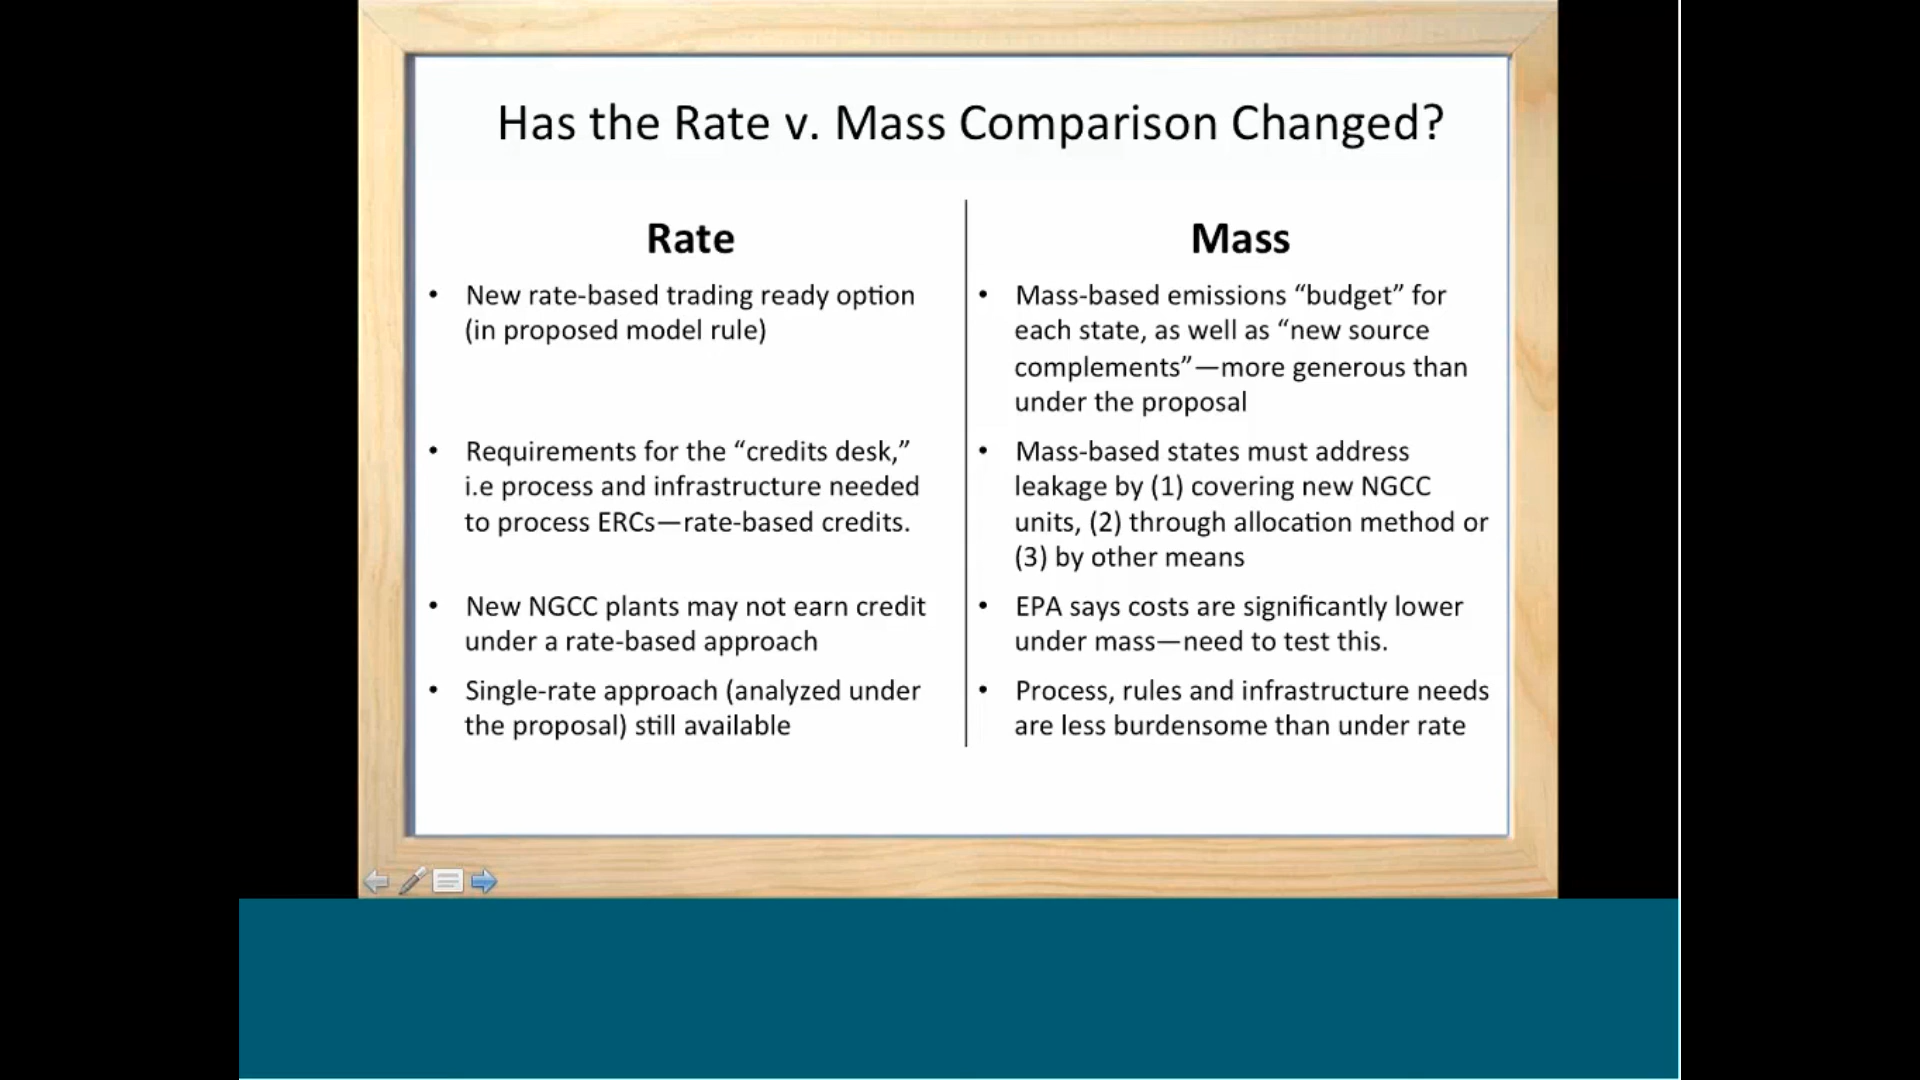 Has the Rate v. Mass Comparison Changed?
Rate
• New rate-based trading ready option
(in proposed model rule)
• Requirements for the “credits desk,”
i.e process and infrastructure needed
to process ERCs—rate-based credits.
• New NGCC plants may not earn credit
under a rate-based approach
• Single-rate approach (analyzed under
the proposal) still available
Mass
• Mass-based emissions “budget” for
each state, as well as “new source
complements”—more generous than
under the proposal
• Mass-based states must address
leakage by (1) covering new NGCC
units, (2) through allocation method or
(3) by other means
• EPA says costs are significantly lower
under mass—need to test this.
• Process, rules and infrastructure needs
are less burdensome than under rate